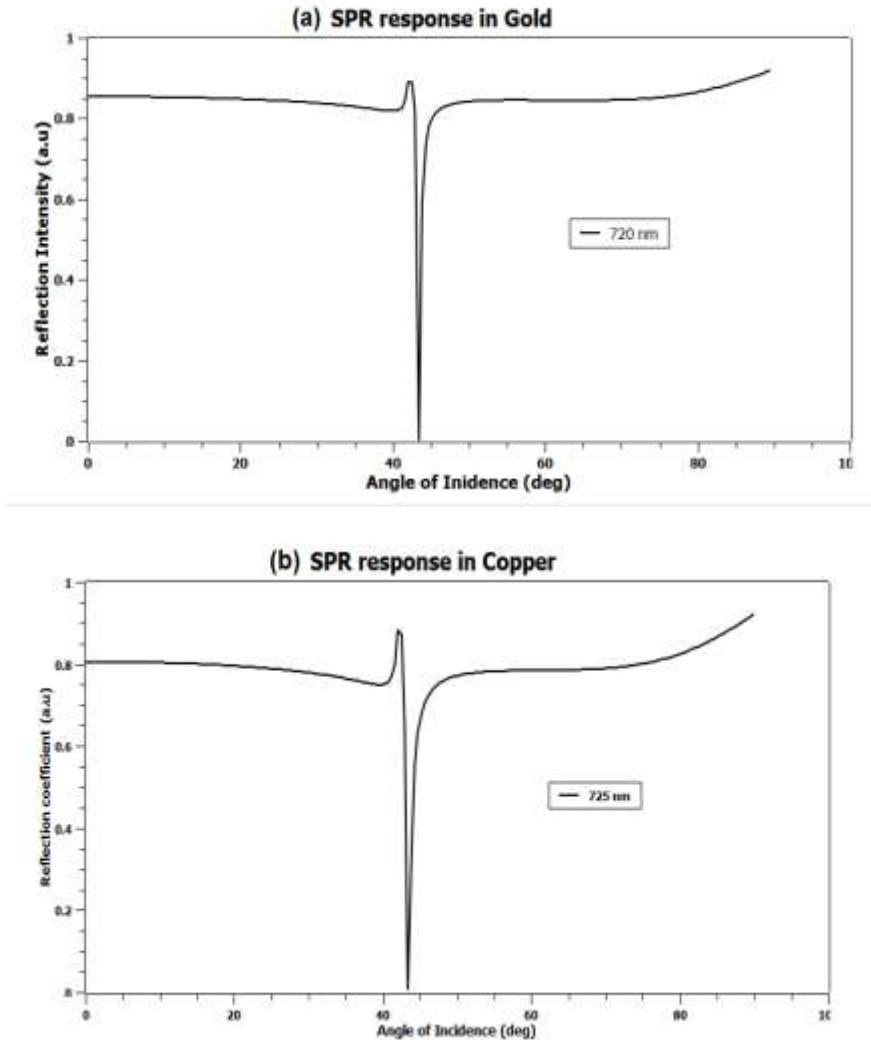 (a) SPR response in Gold
1
0.8
0.6
0.4
0.2
0
Reflection Intensity (a.u)
720 nm
0 20 40 60 80 10
Angle of Inidence (deg)
(b) SPR response in Copper
1
0.8
0.6
0.4
0.2
Reflection coefficient (a.u)
725 nm
0 20 40 60 80
Angle of Incidence (deg)